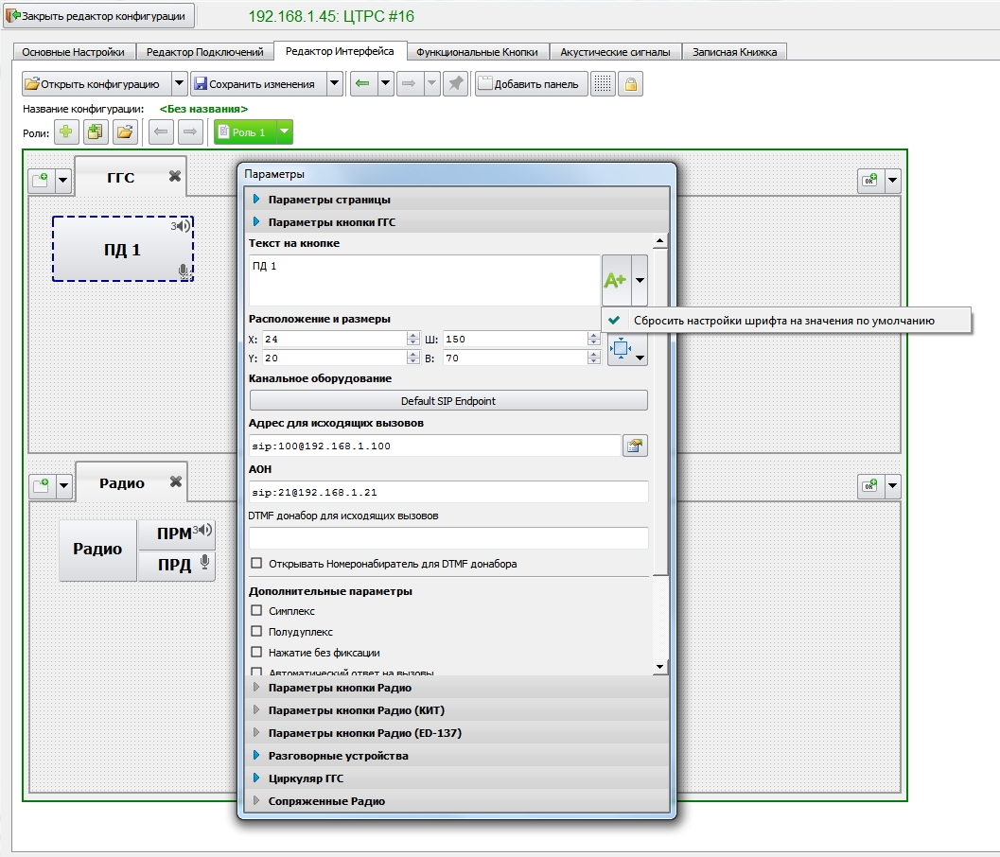 Закрыть редактор конфигурации
192.168.1.45: ЦТРС #16
Основные Настройки
Редактор Подключений
Редактор Интерфейса
Функциональные Кнопки
Акустические сигналы
Записная Книжка
Открыть конфигурацию
Сохранить изменения
Добавить панель
Название конфигурации: <Без названия>
Роли:
Роль 1
ГГС
OK
3
ПД 1
Радио
OK
Радио
ПРМ
3
ПРД
Параметры
Параметры страницы
Параметры кнопки ГГС
Текст на кнопке
ПД 1
A+
Сбросить настройки шрифта на значения по умолчанию
Расположение и размеры
X: 24 Ш: 150
Y: 20 В: 70
Канальное оборудование
Default SIP Endpoint
Адрес для исходящих вызовов
sip:100@192.168.1.100
АОН
sip:21@192.168.1.21
DTMF донабор для исходящих вызовов
Открывать Номеронабиратель для DTMF донабора
Дополнительные параметры
Симплекс
Полудуплекс
Нажатие без фиксации
Автоматический ответ на вызовы
Параметры кнопки Радио
Параметры кнопки Радио (КИТ)
Параметры кнопки Радио (ED-137)
Разговорные устройства
Циркуляр ГГС
Сопряженные Радио